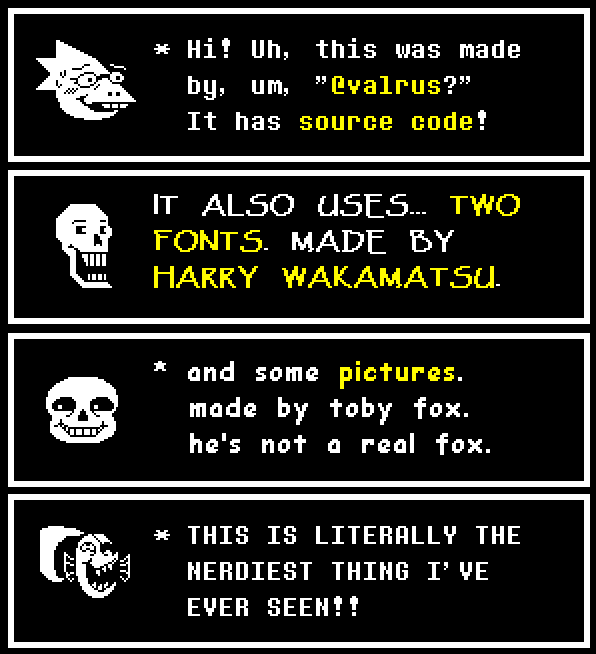 * Hi! Uh, this was made
by, um, "@valrus?"
It has source code!
IT ALSO USES... TWO
FONTS. MADE BY
HARRY WAKAMATSU.
* and some pictures.
made by toby fox.
he's not a real fox.
* THIS IS LITERALLY THE
NERDIEST THING I'VE
EVER SEEN!!